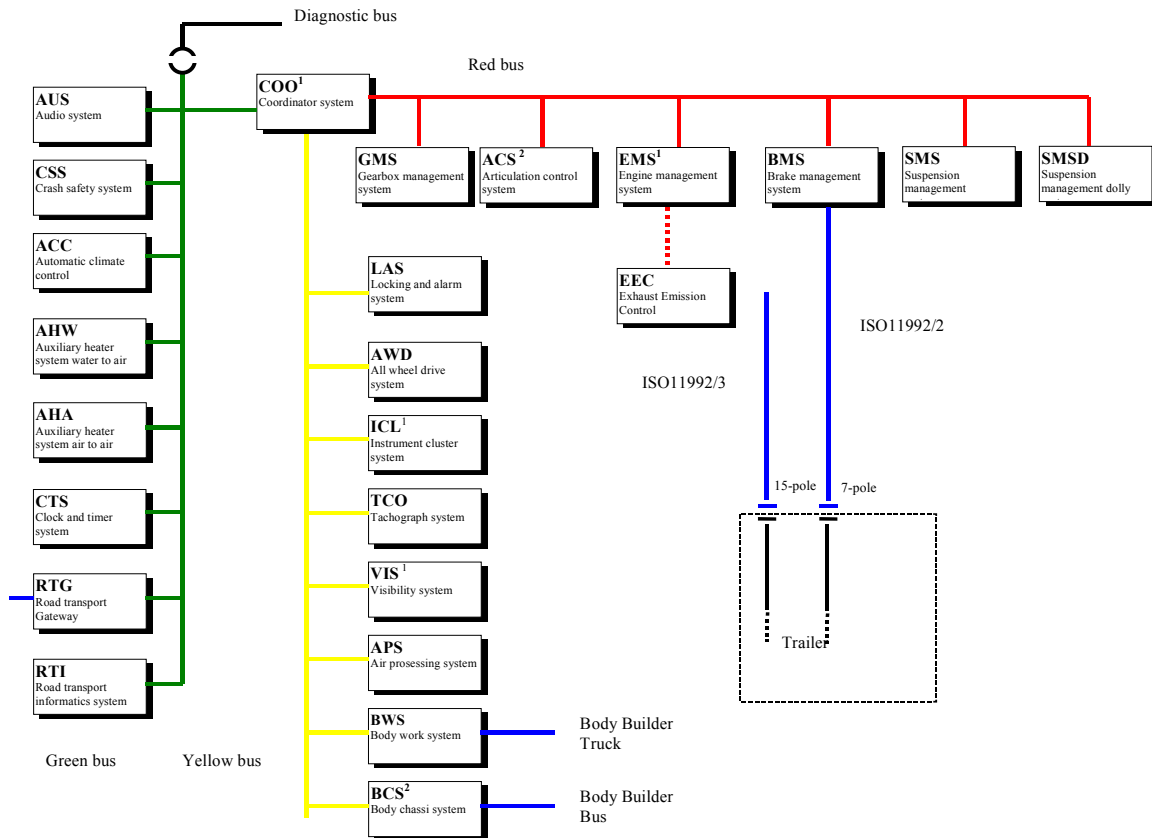 Diagnostic bus
Red bus
COO1
Coordinator system
AUS
Audio system
CSS
Crash safety system
ACC
Automatic climate
control
AHW
Auxiliary heater
system water to air
AHA
Auxiliary heater
system air to air
CTS
Clock and timer
system
RTG
Road transport
Gateway
RTI
Road transport
informatics system
Green bus
Yellow bus
GMS
Gearbox management
system
ACS 2
Articulation control
system
EMS1
Engine management
system
BMS
Brake management
system
SMS
Suspension
management
SMSD
Suspension
management dolly
EEC
Exhaust Emission
Control
LAS
Locking and alarm
system
AWD
All wheel drive
system
ICL1
Instrument cluster
system
TCO
Tachograph system
VIS 1
Visibility system
APS
Air prosessing system
BWS
Body work system
BCS2
Body chassi system
Body Builder
Truck
Body Builder
Bus
ISO11992/2
ISO11992/3
15-pole
7-pole
Trailer